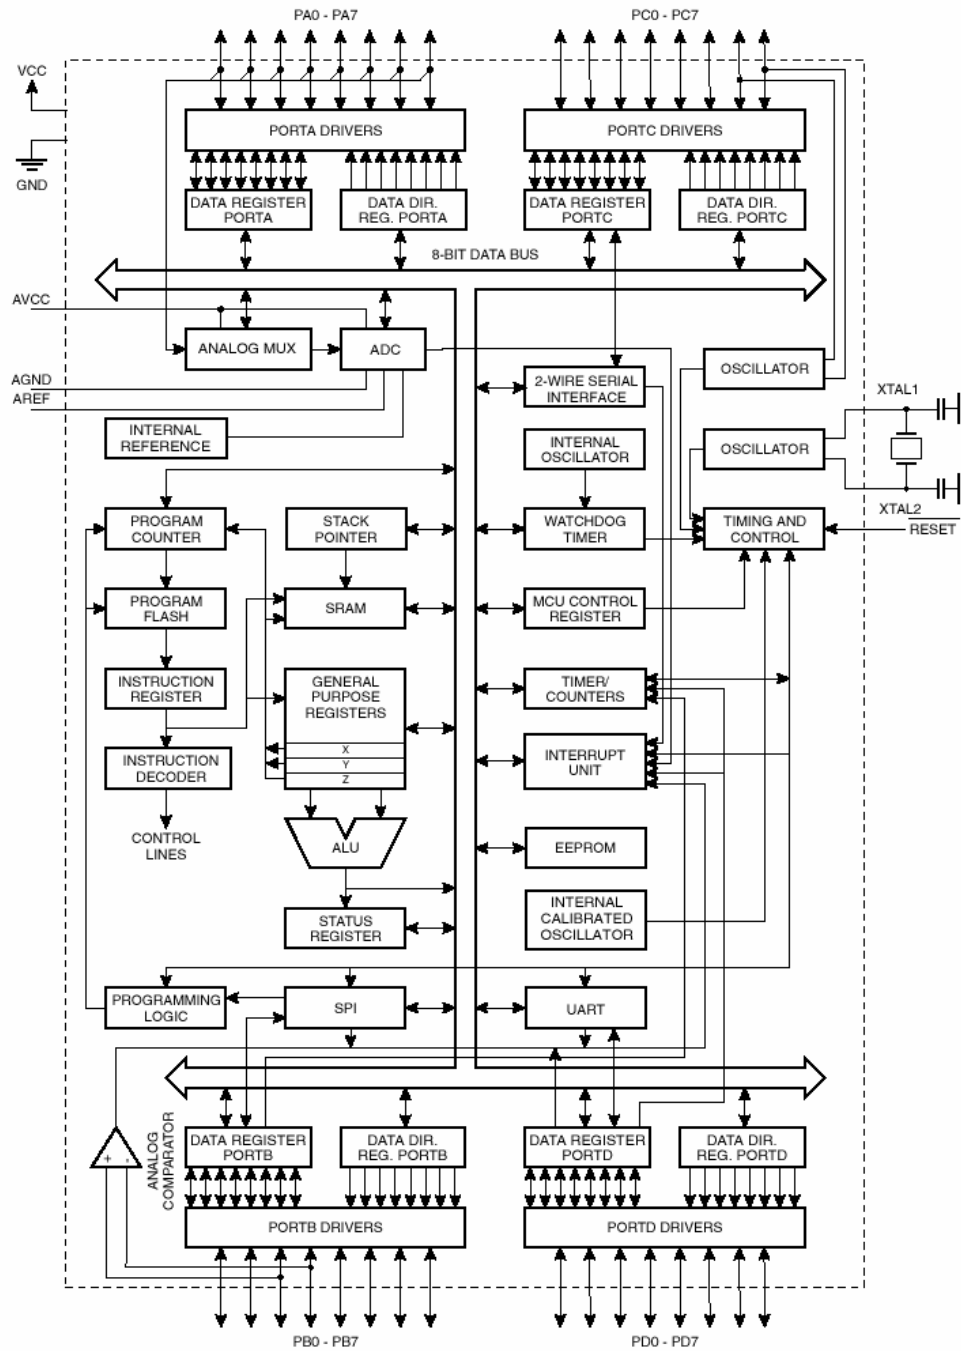 PA0 - PA7
PC0 - PC7
VCC
GND
PORTA DRIVERS
PORTC DRIVERS
DATA REGISTER
PORTA
DATA DIR.
REG. PORTA
DATA REGISTER
PORTC
DATA DIR.
REG. PORTC
8-BIT DATA BUS
AVCC
ANALOG MUX
ADC
AGND
AREF
INTERNAL
REFERENCE
2-WIRE SERIAL
INTERFACE
OSCILLATOR
XTAL1
INTERNAL
OSCILLATOR
OSCILLATOR
XTAL2
RESET
PROGRAM
COUNTER
STACK
POINTER
WATCHDOG
TIMER
TIMING AND
CONTROL
PROGRAM
FLASH
SRAM
MCU CONTROL
REGISTER
INSTRUCTION
REGISTER
GENERAL
PURPOSE
REGISTERS
X
Y
Z
TIMER/
COUNTERS
INSTRUCTION
DECODER
INTERRUPT
UNIT
CONTROL
LINES
ALU
EEPROM
STATUS
REGISTER
INTERNAL
CALIBRATED
OSCILLATOR
PROGRAMMING
LOGIC
SPI
UART
ANALOG
COMPARATOR
+
-
DATA REGISTER
PORTB
DATA DIR.
REG. PORTB
DATA REGISTER
PORTD
DATA DIR.
REG. PORTD
PORTB DRIVERS
PORTD DRIVERS
PB0 - PB7
PD0 - PD7